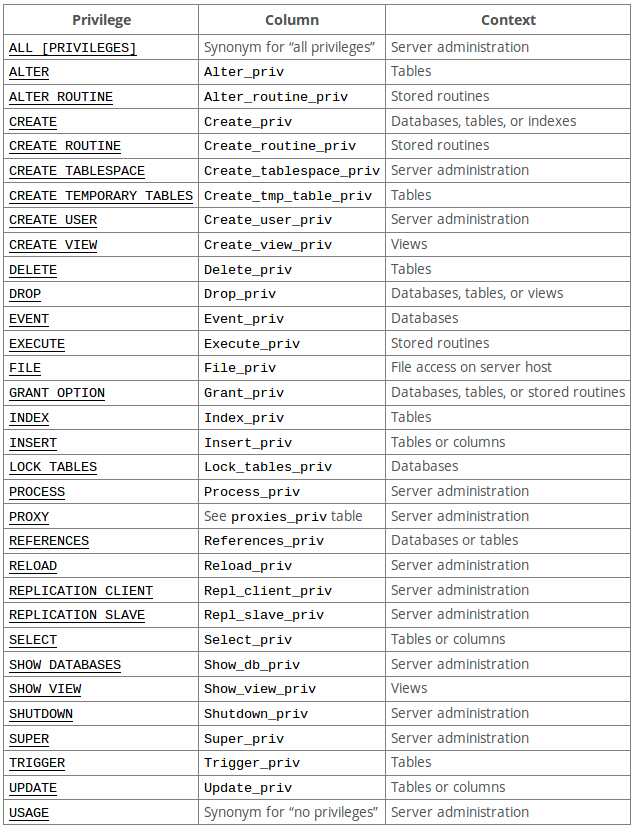 Privilege Column Context
ALL [PRIVILEGES] Synonym for “all privileges” Server administration
ALTER Alter_priv Tables
ALTER ROUTINE Alter_routine_priv Stored routines
CREATE Create_priv Databases, tables, or indexes
CREATE ROUTINE Create_routine_priv Stored routines
CREATE TABLESPACE Create_tablespace_priv Server administration
CREATE TEMPORARY TABLES Create_tmp_table_priv Tables
CREATE USER Create_user_priv Server administration
CREATE VIEW Create_view_priv Views
DELETE Delete_priv Tables
DROP Drop_priv Databases, tables, or views
EVENT Event_priv Databases
EXECUTE Execute_priv Stored routines
FILE File_priv File access on server host
GRANT OPTION Grant_priv Databases, tables, or stored routines
INDEX Index_priv Tables
INSERT Insert_priv Tables or columns
LOCK TABLES Lock_tables_priv Databases
PROCESS Process_priv Server administration
PROXY See proxies_priv table Server administration
REFERENCES References_priv Databases or tables
RELOAD Reload_priv Server administration
REPLICATION CLIENT Repl_client_priv Server administration
REPLICATION SLAVE Repl_slave_priv Server administration
SELECT Select_priv Tables or columns
SHOW DATABASES Show_db_priv Server administration
SHOW VIEW Show_view_priv Views
SHUTDOWN Shutdown_priv Server administration
SUPER Super_priv Server administration
TRIGGER Trigger_priv Tables
UPDATE Update_priv Tables or columns
USAGE Synonym for “no privileges” Server administration